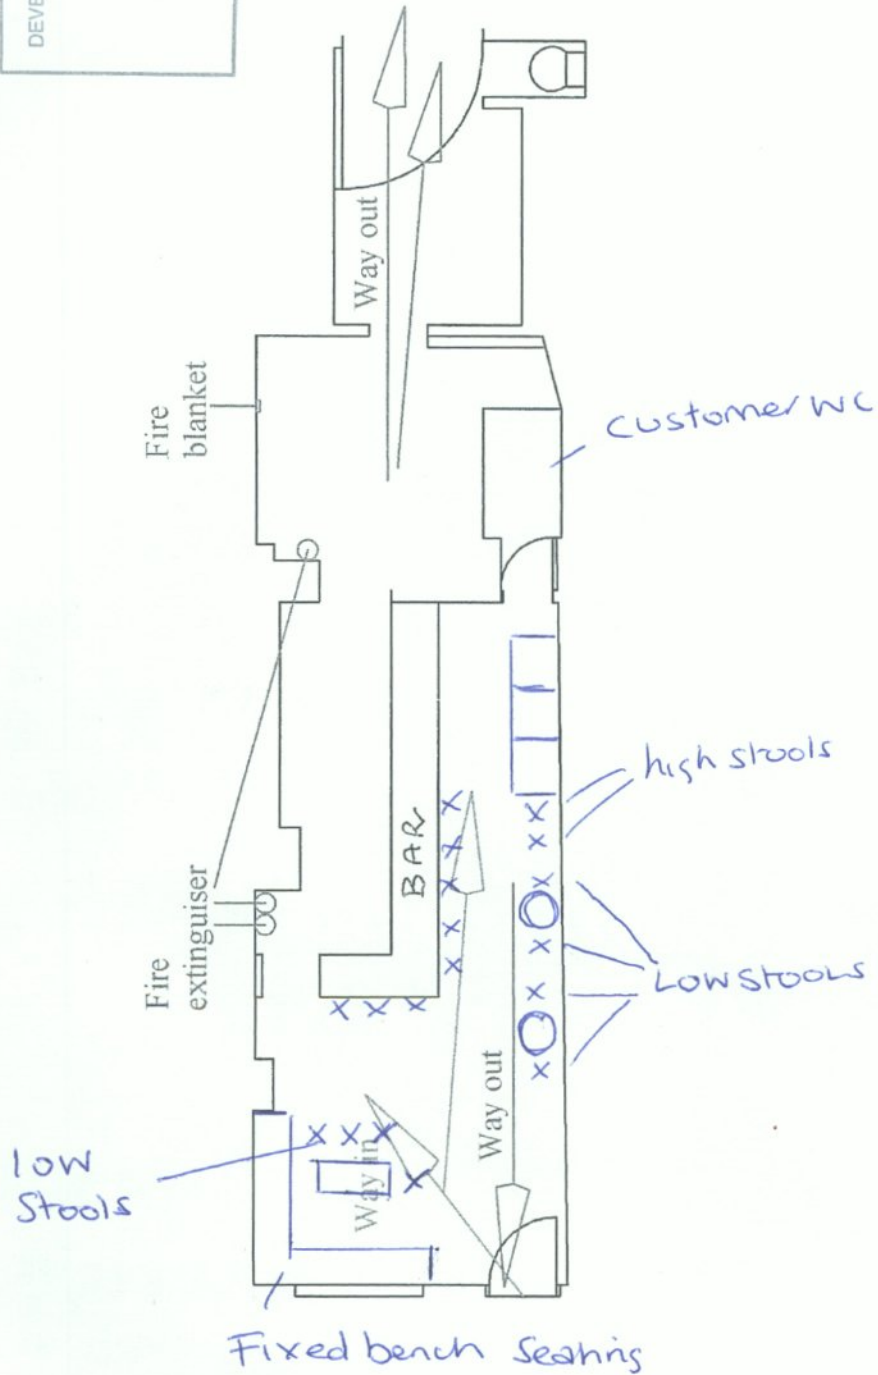 DEVE
Way out
Fire
blanket
customer WC
high stools
BAR
Fire
extinguiser
Low stools
Way out
Way in
low
Stools
Fixed bench Seating